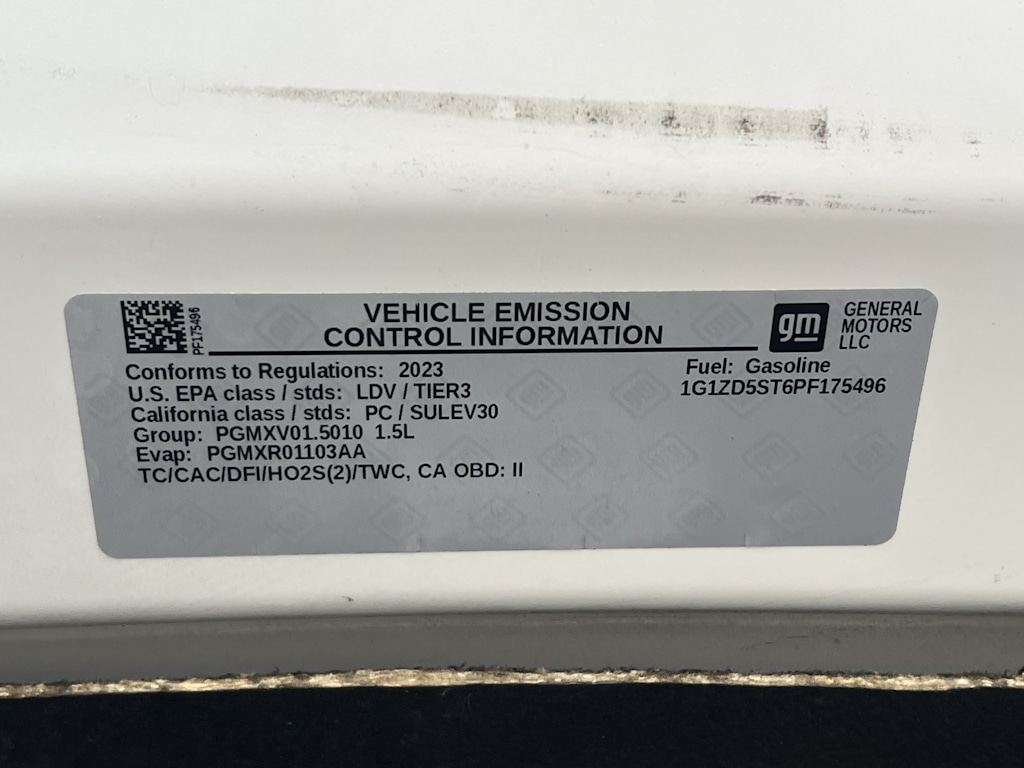 PF175496
VEHICLE EMISSION
CONTROL INFORMATION
gm
GENERAL
MOTORS
LLC
Conforms to Regulations: 2023
U.S. EPA class / stds: LDV / TIER3
California class / stds: PC / SULEV30
Group: PGMXV01.5010 1.5L
Evap: PGMXR01103AA
TC/CAC/DFI/HO2S(2)/TWC, CA OBD: II
Fuel: Gasoline
1G1ZD5ST6PF175496